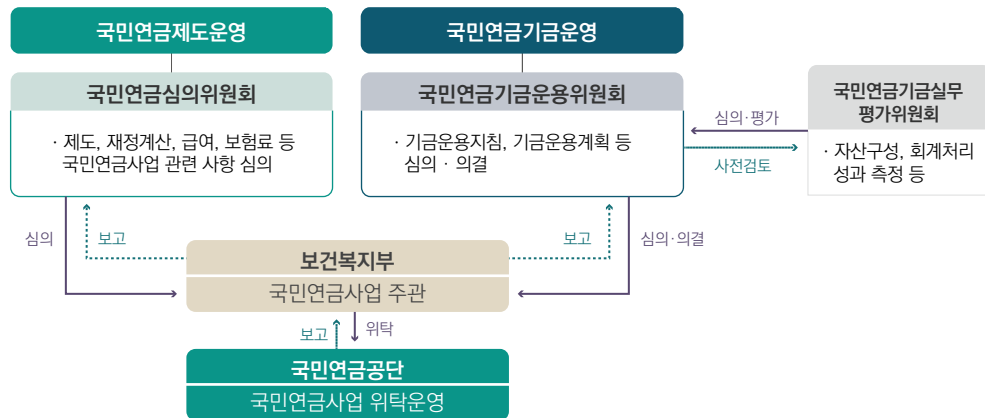 국민연금제도운영
국민연금심의위원회
· 제도, 재정계산, 급여, 보험료 등
국민연금사업 관련 사항 심의
국민연금기금운영
국민연금기금운용위원회
· 기금운용지침, 기금운용계획 등
심의 · 의결
심의·평가
사전검토
국민연금기금실무
평가위원회
· 자산구성, 회계처리
성과 측정 등
심의
보고
보고
심의·의결
보건복지부
국민연금사업 주관
보고
위탁
국민연금공단
국민연금사업 위탁운영